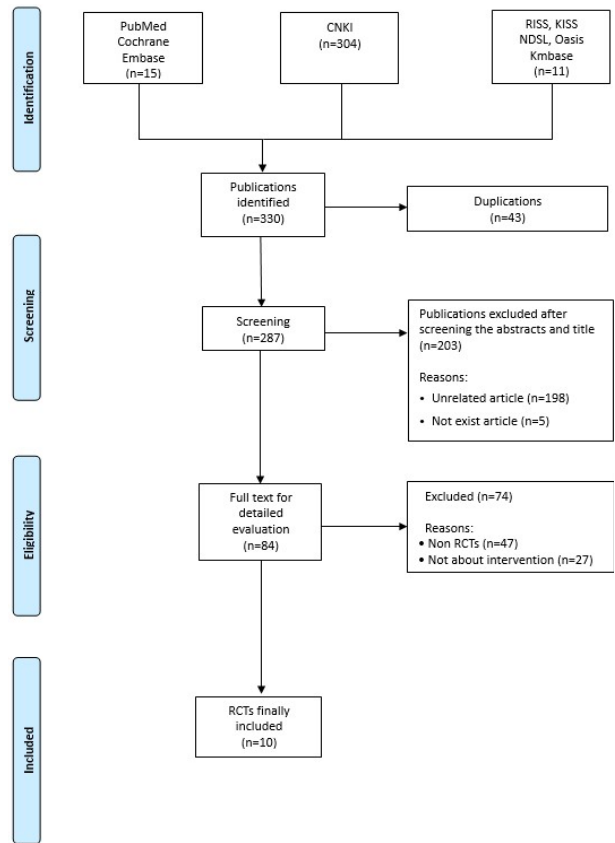 Identification
PubMed
Cochrane
Embase
(n=15)
CNKI
(n=304)
RISS, KISS
NDSL, Oasis
Kmbase
(n=11)
Publications
identified
(n=330)
Duplications
(n=43)
Screening
Screening
(n=287)
Publications excluded after
screening the abstracts and title
(n=203)
Reasons:
• Unrelated article (n=198)
• Not exist article (n=5)
Eligibility
Full text for
detailed
evaluation
(n=84)
Excluded (n=74)
Reasons:
• Non RCTs (n=47)
• Not about intervention (n=27)
Included
RCTs finally
included
(n=10)